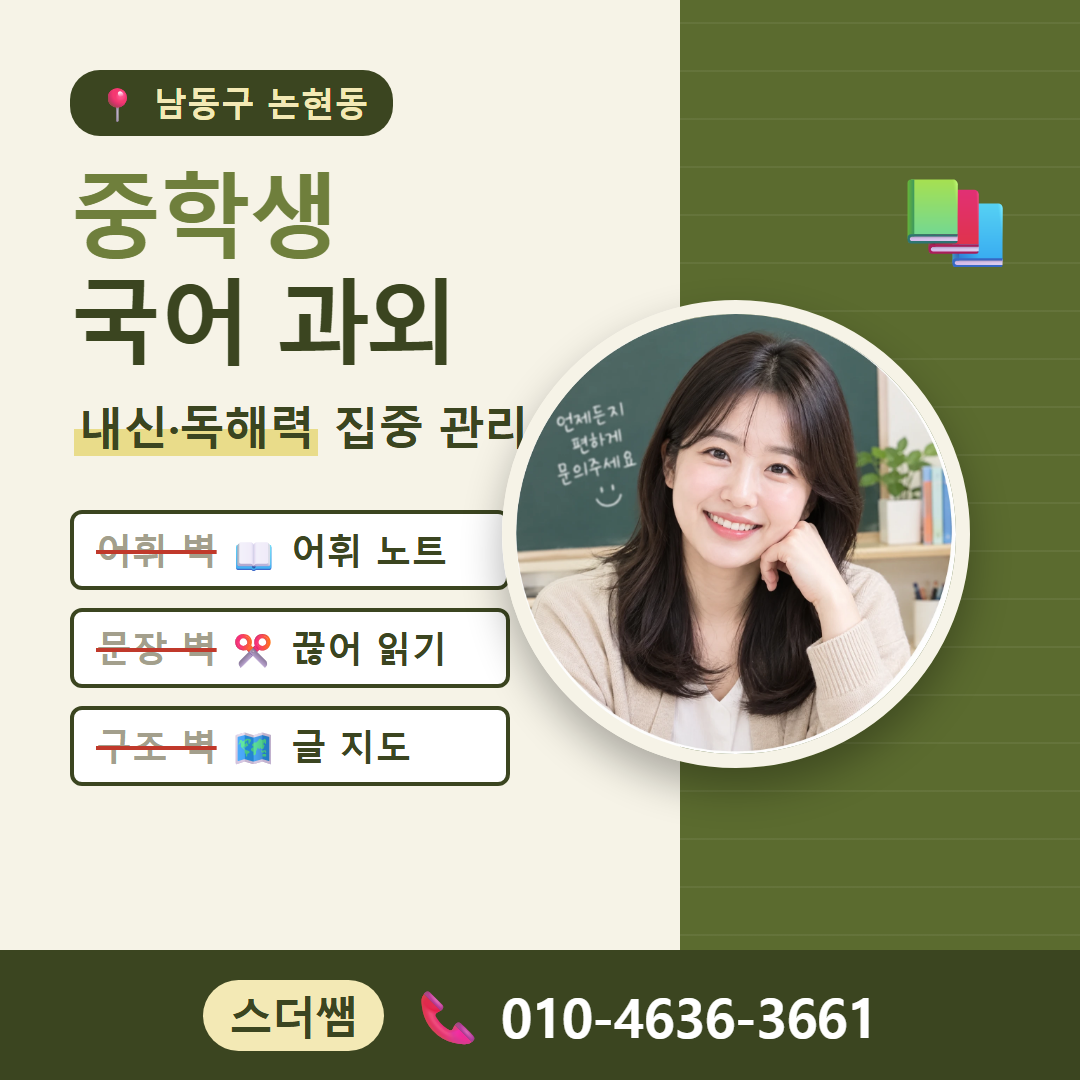 남동구 논현동
중학생
국어 과외
내신·독해력 집중 관리
언제든지
편하게
문의주세요
어휘 벽 어휘 노트
문장 벽 끊어 읽기
구조 벽 글 지도
스더쌤 010-4636-3661